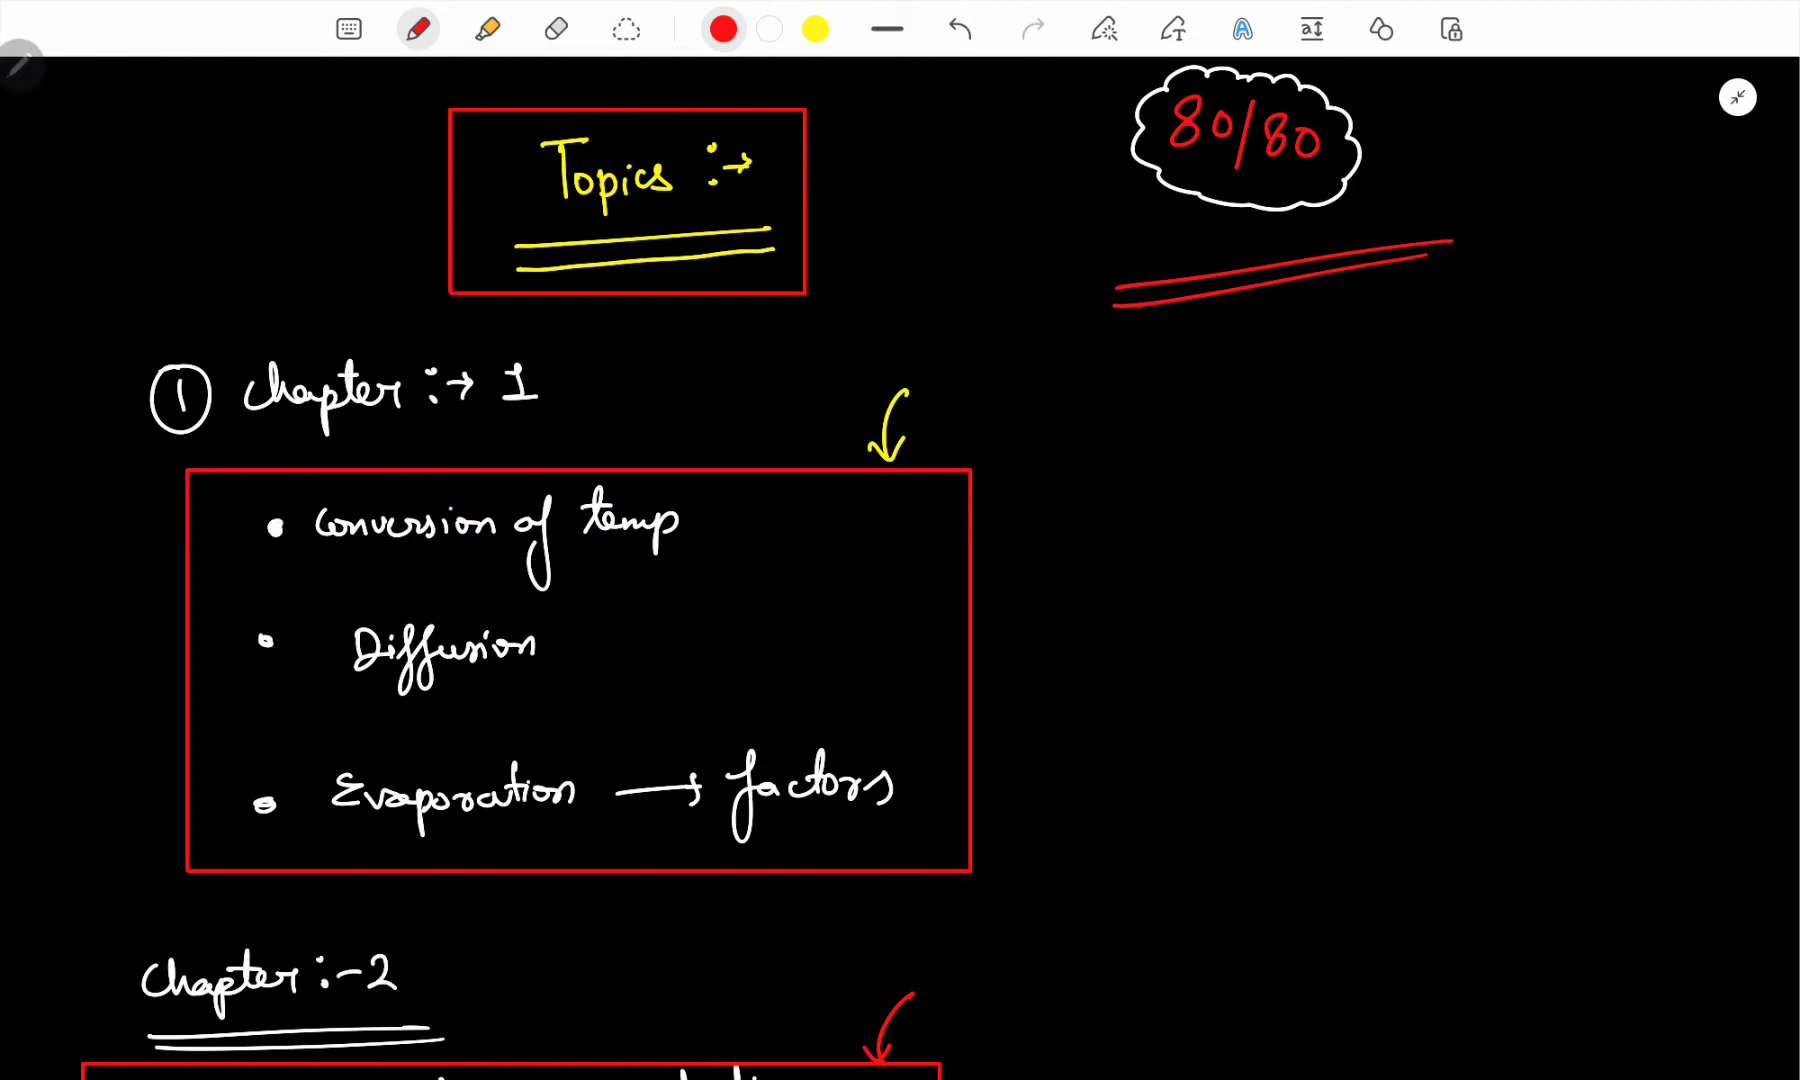 Topics :→
80/80
① Chapter :→ 1
• Conversion of temp
• Diffusion
• Evaporation → factors
Chapter :- 2